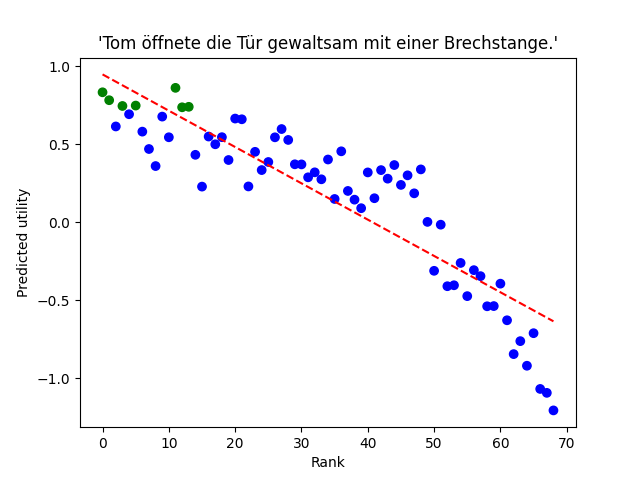 'Tom öffnete die Tür gewaltsam mit einer Brechstange.'
1.0
0.5
0.0
−0.5
−1.0
Predicted utility
0 10 20 30 40 50 60 70
Rank